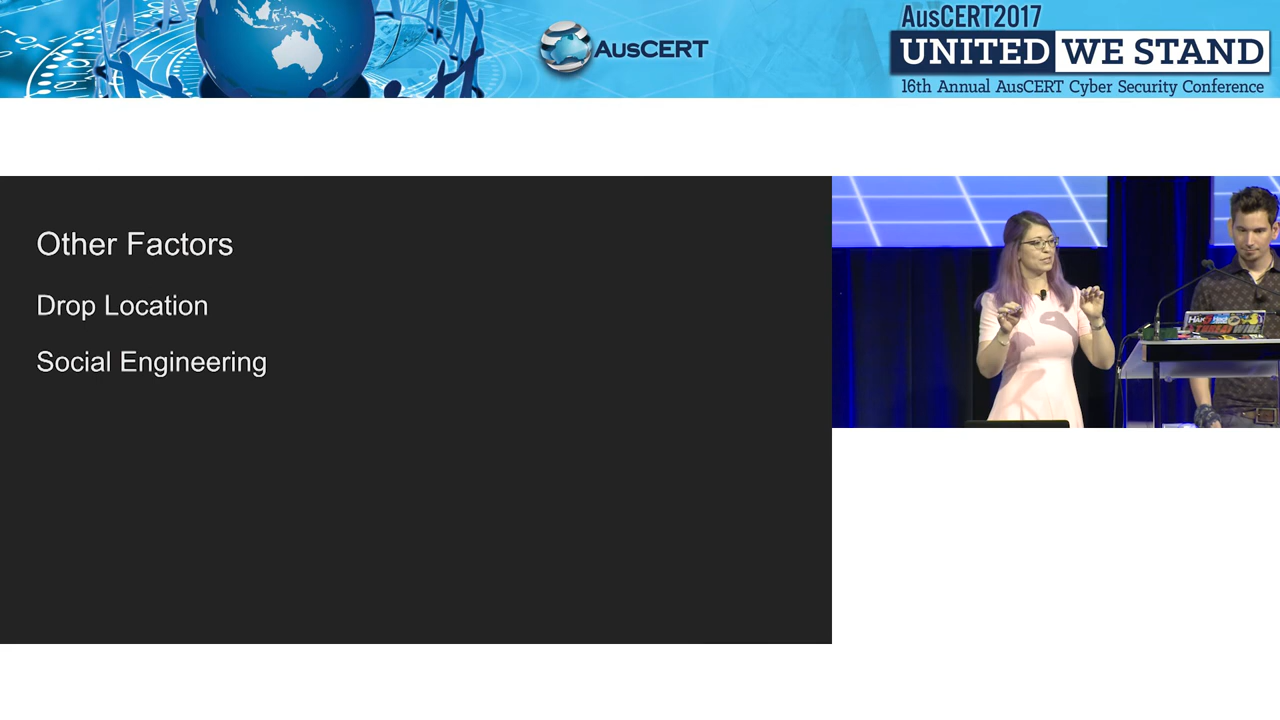 AusCERT
AusCERT2017
UNITED WE STAND
16th Annual AusCERT Cyber Security Conference
Other Factors
Drop Location
Social Engineering